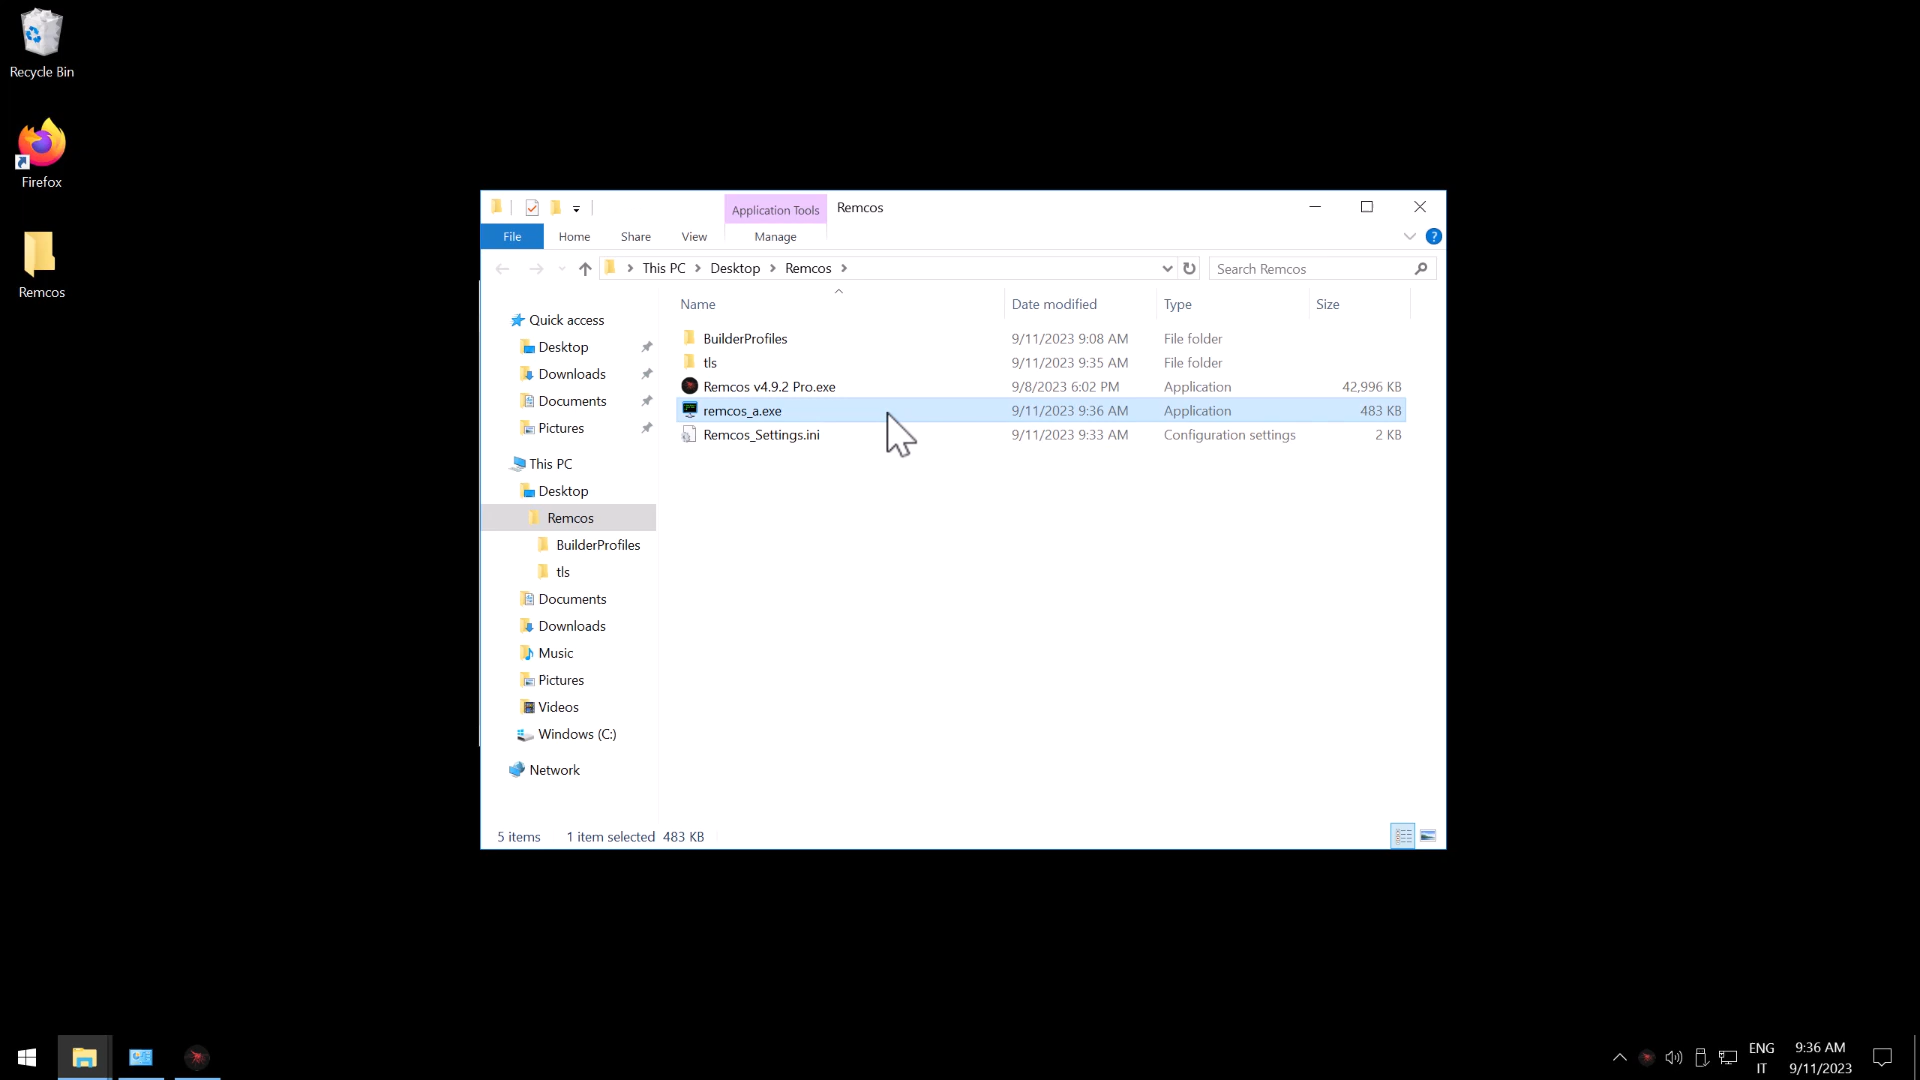 Recycle Bin
Firefox
Remcos
Application Tools
Remcos
File
Home
Share
View
Manage
This PC
Desktop
Remcos
Search Remcos
Name
Date modified
Type
Size
BuilderProfiles 9/11/2023 9:08 AM File folder
tls 9/11/2023 9:35 AM File folder
Remcos v4.9.2 Pro.exe 9/8/2023 6:02 PM Application 42,996 KB
remcos_a.exe 9/11/2023 9:36 AM Application 483 KB
Remcos_Settings.ini 9/11/2023 9:33 AM Configuration settings 2 KB
Quick access
Desktop
Downloads
Documents
Pictures
This PC
Desktop
Remcos
BuilderProfiles
tls
Documents
Downloads
Music
Pictures
Videos
Windows (C:)
Network
5 items 1 item selected 483 KB
ENG
IT
9:36 AM
9/11/2023